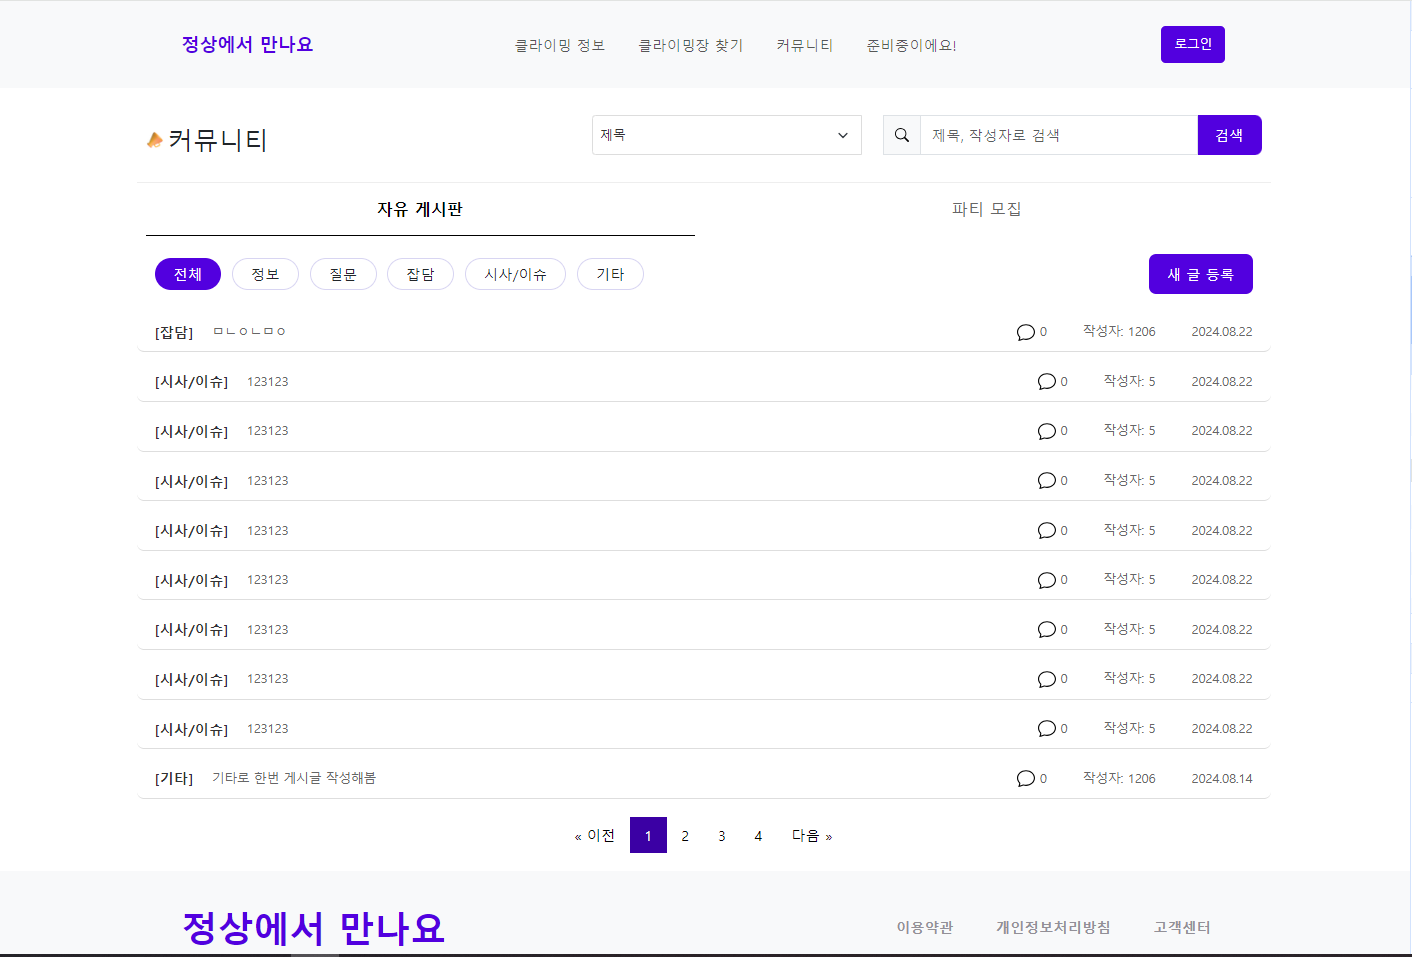 정상에서 만나요 클라이밍 정보 클라이밍장 찾기 커뮤니티 준비중이에요! 로그인
커뮤니티 제목 제목, 작성자로 검색 검색
자유 게시판 파티 모집
전체 정보 질문 잡담 시사/이슈 기타 새 글 등록
[잡담] ㅁㄴㅇㄴㅁㅇ 0 작성자: 1206 2024.08.22
[시사/이슈] 123123 0 작성자: 5 2024.08.22
[시사/이슈] 123123 0 작성자: 5 2024.08.22
[시사/이슈] 123123 0 작성자: 5 2024.08.22
[시사/이슈] 123123 0 작성자: 5 2024.08.22
[시사/이슈] 123123 0 작성자: 5 2024.08.22
[시사/이슈] 123123 0 작성자: 5 2024.08.22
[시사/이슈] 123123 0 작성자: 5 2024.08.22
[시사/이슈] 123123 0 작성자: 5 2024.08.22
[기타] 기타로 한번 게시글 작성해봄 0 작성자: 1206 2024.08.14
« 이전 1 2 3 4 다음 »
정상에서 만나요 이용약관 개인정보처리방침 고객센터